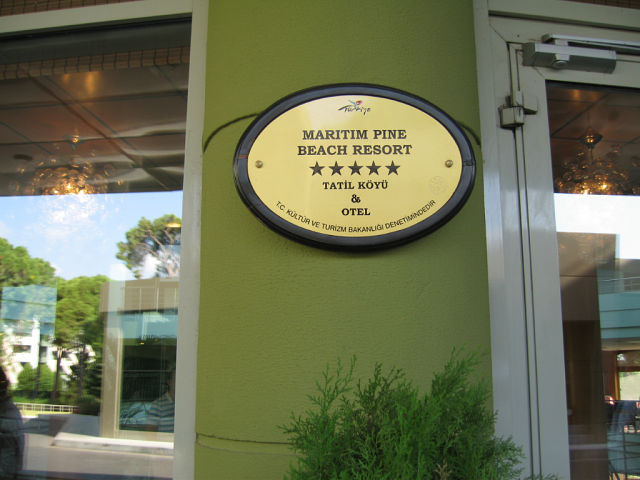 Türkiye
MARITIM PINE
BEACH RESORT
★★★★★
TATİL KÖYÜ
&
OTEL
T.C. KÜLTÜR VE TURİZM BAKANLIĞI DENETİMİNDEDİR